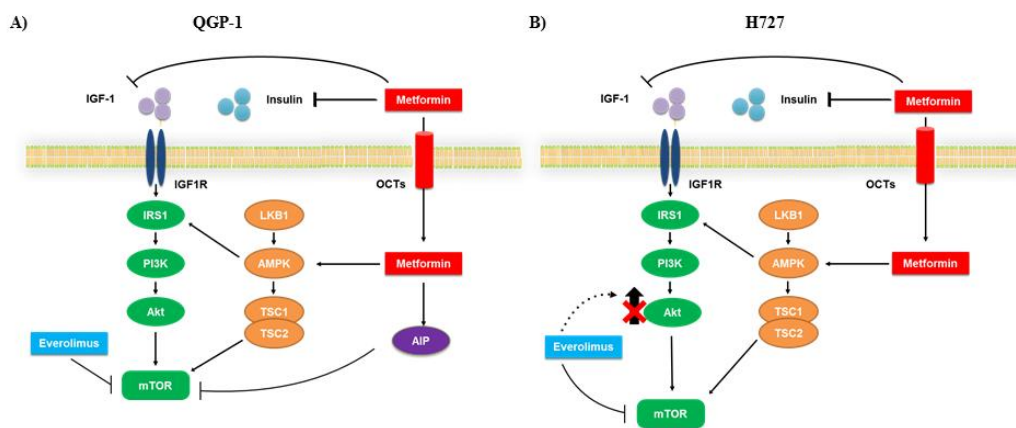 A)
QGP-1
IGF-1
Insulin
Metformin
IGF1R
OCTs
IRS1
LKB1
PI3K
AMPK
Metformin
Akt
TSC1
TSC2
Everolimus
AIP
mTOR
B)
H727
IGF-1
Insulin
Metformin
IGF1R
OCTs
IRS1
LKB1
PI3K
AMPK
Metformin
Akt
TSC1
TSC2
Everolimus
mTOR